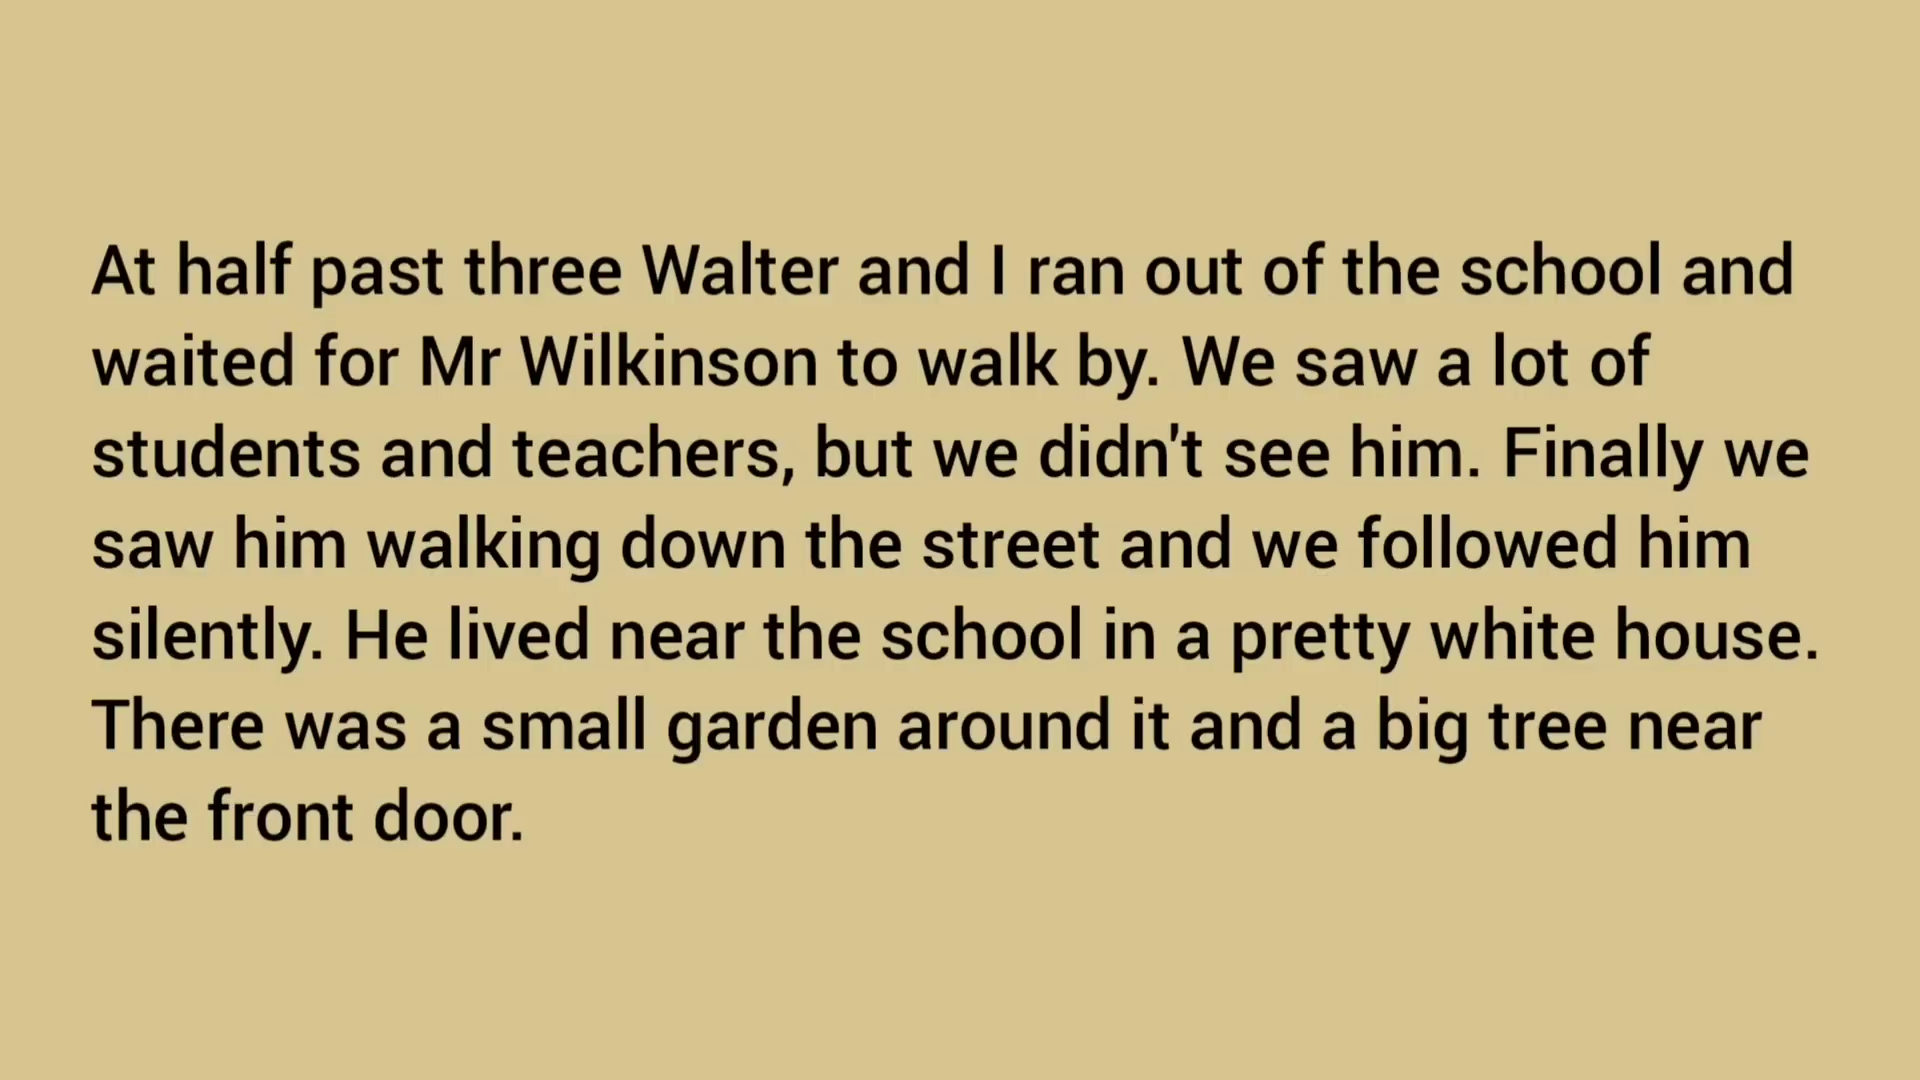 At half past three Walter and I ran out of the school and
waited for Mr Wilkinson to walk by. We saw a lot of
students and teachers, but we didn't see him. Finally we
saw him walking down the street and we followed him
silently. He lived near the school in a pretty white house.
There was a small garden around it and a big tree near
the front door.